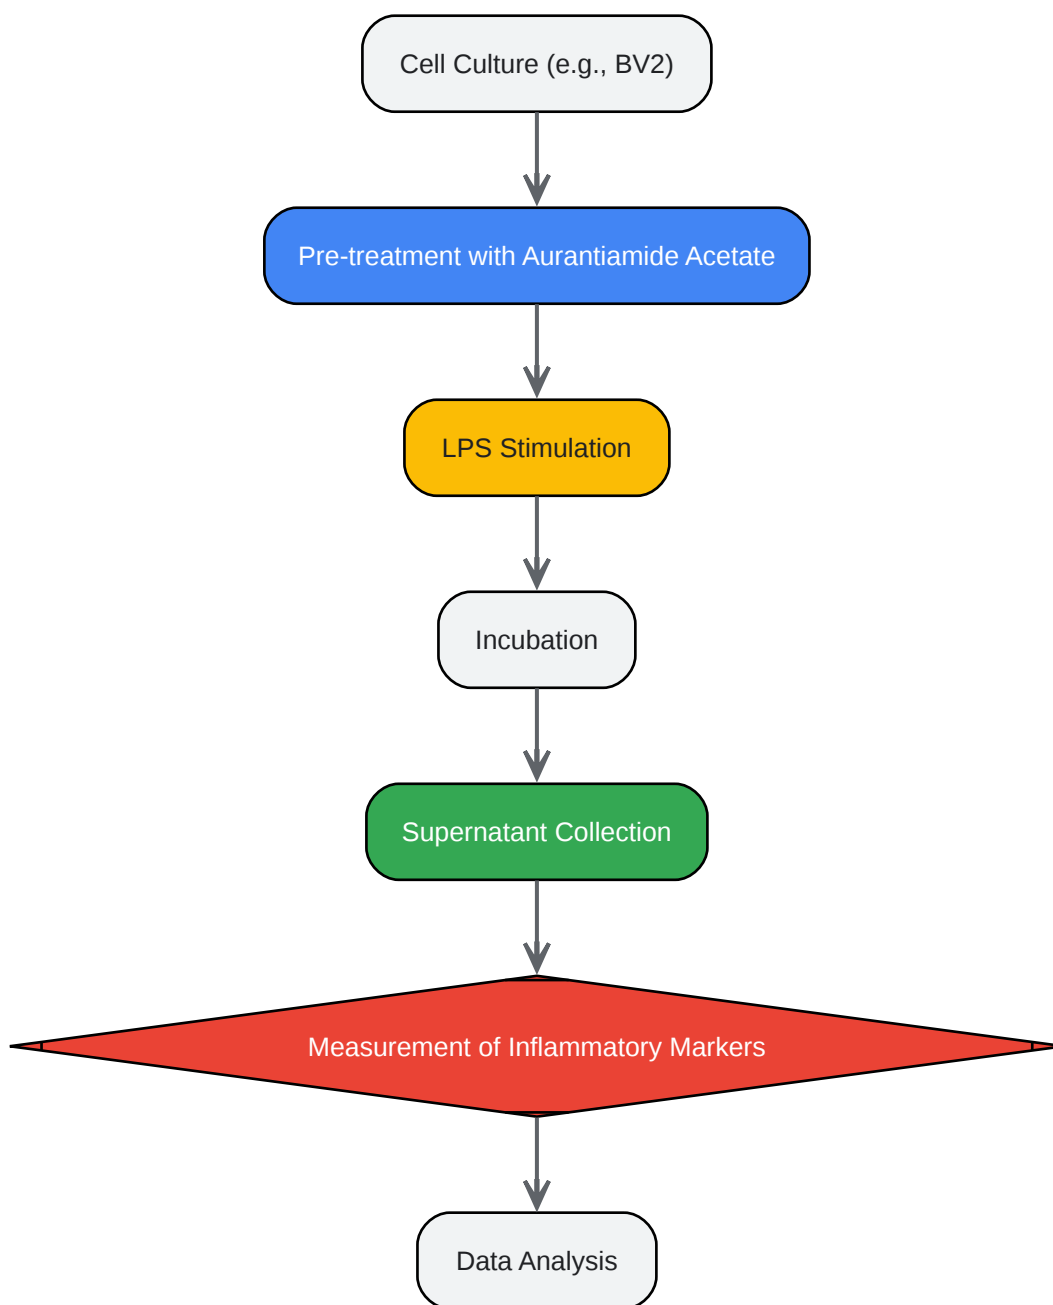 Cell Culture (e.g., BV2)
Pre-treatment with Aurantiamide Acetate
LPS Stimulation
Incubation
Supernatant Collection
Measurement of Inflammatory Markers
Data Analysis